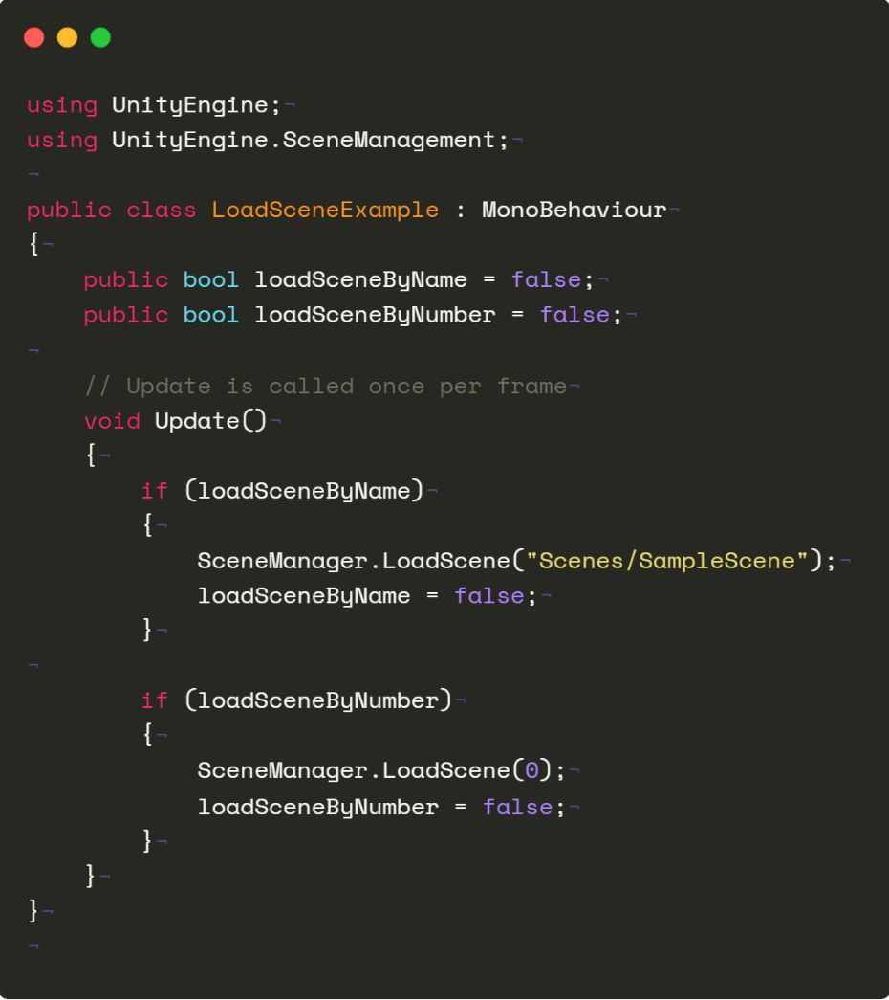 using UnityEngine;¬
using UnityEngine.SceneManagement;¬
¬
public class LoadSceneExample : MonoBehaviour¬
{¬
    public bool loadSceneByName = false;¬
    public bool loadSceneByNumber = false;¬
¬
    // Update is called once per frame¬
    void Update()¬
    {¬
        if (loadSceneByName)¬
        {¬
            SceneManager.LoadScene("Scenes/SampleScene");¬
            loadSceneByName = false;¬
        }¬
¬
        if (loadSceneByNumber)¬
        {¬
            SceneManager.LoadScene(0);¬
            loadSceneByNumber = false;¬
        }¬
    }¬
}¬
¬